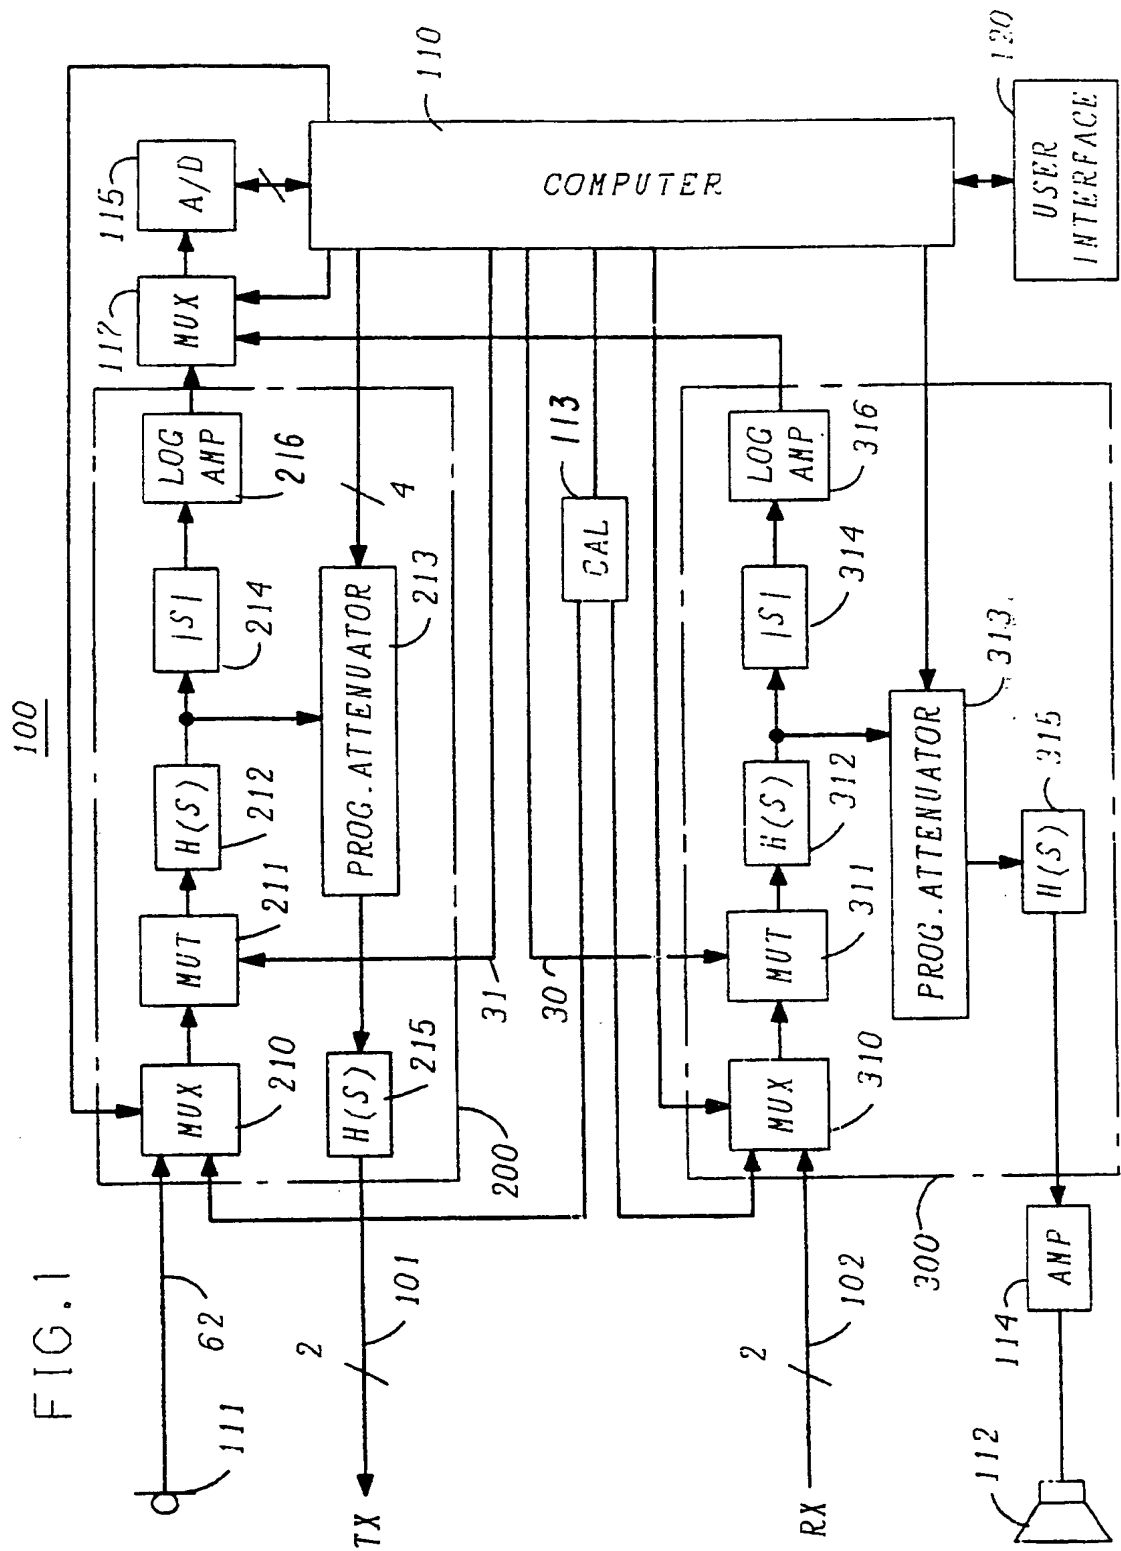 FIG.1
100
111
62
MUX
210
MUT
211
H(S)
212
|S|
214
LOG
AMP
216
MUX
117
A/D
115
TX
2
101
H(S)
215
PROG.ATTENUATOR
213
4
200
31
30
CAL
113
COMPUTER
110
RX
2
102
MUX
310
MUT
311
H(S)
312
|S|
314
LOG
AMP
316
PROG.ATTENUATOR
313
H(S)
315
300
112
114
AMP
USER
INTERFACE
120